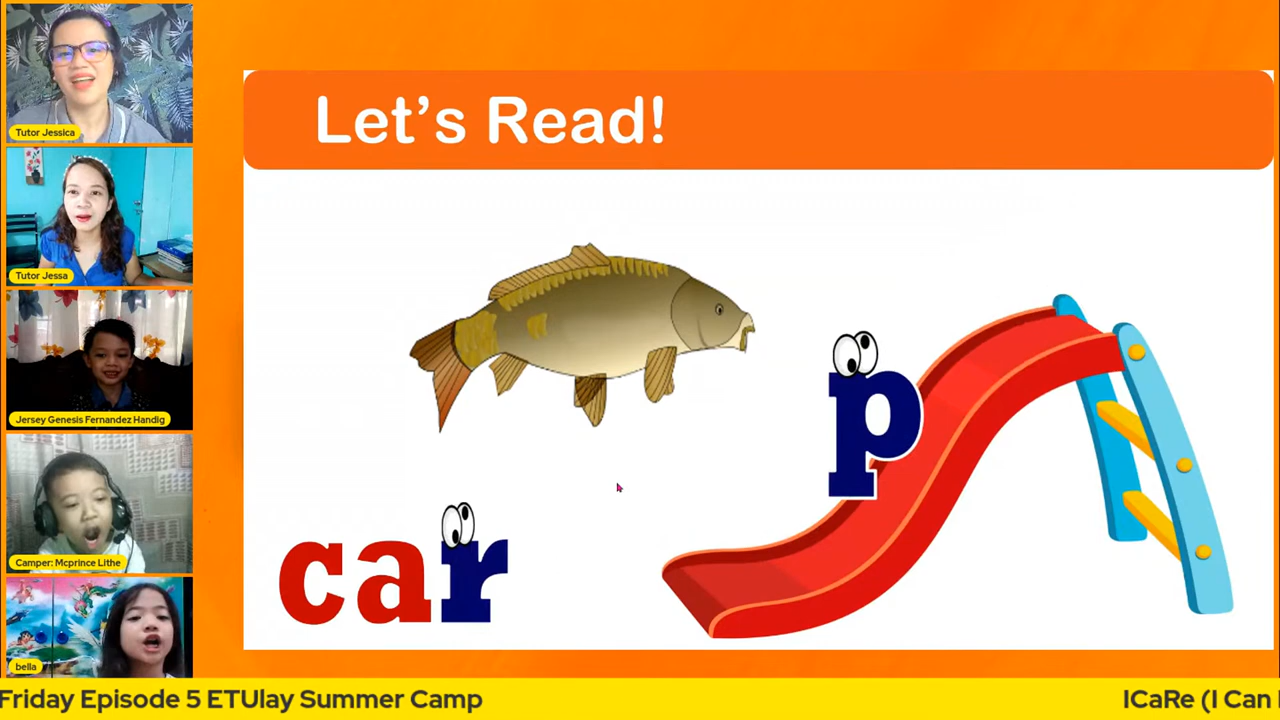 Tutor Jessica
Tutor Jessa
Jersey Genesis Fernandez Handig
Camper: Mcprince Lithe
bella
Let's Read!
p
car
Friday Episode 5 ETUlay Summer Camp
ICaRe (I Can